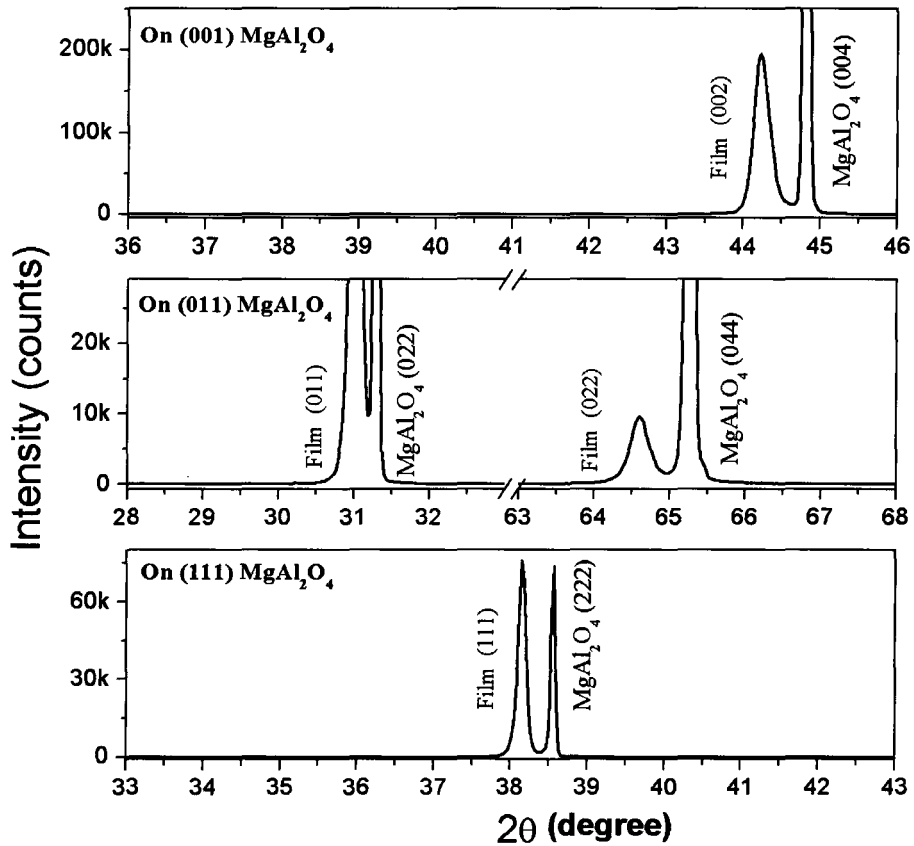 On (001) MgAl₂O₄
200k
100k
0
Film (002)
MgAl₂O₄ (004)
36 37 38 39 40 41 42 43 44 45 46
On (011) MgAl₂O₄
20k
10k
0
Film (011)
MgAl₂O₄ (022)
Film (022)
MgAl₂O₄ (044)
28 29 30 31 32 63 64 65 66 67 68
On (111) MgAl₂O₄
60k
30k
0
Film (111)
MgAl₂O₄ (222)
33 34 35 36 37 38 39 40 41 42 43
Intensity (counts)
2θ (degree)